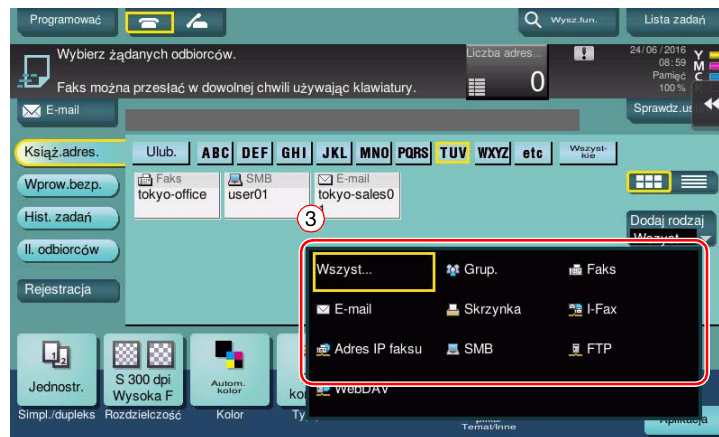 Programować
Wysz.fun.
Lista zadań
Wybierz żądanych odbiorców.
Faks można przesłać w dowolnej chwili używając klawiatury.
Liczba adres...
0
24/06/2016
08:59
Pamięć
100 %
Y
M
C
E-mail
Sprawdz.us
Książ.adres.
Ulub.
ABC
DEF
GHI
JKL
MNO
PQRS
TUV
WXYZ
etc
Wszyst-
kie
Wprow.bezp.
Hist. zadań
Il. odbiorców
Rejestracja
Faks
tokyo-office
SMB
user01
E-mail
tokyo-sales0
3
Dodaj rodzaj
Wszyst...
Grup.
Faks
E-mail
Skrzynka
I-Fax
Adres IP faksu
SMB
FTP
WebDAV
1 2
Jednostr.
S 300 dpi
Wysoka F
Autom.
kolor
Simpl./dupleks
Rozdzielczość
Kolor
Temat/Inne
Aplikacja